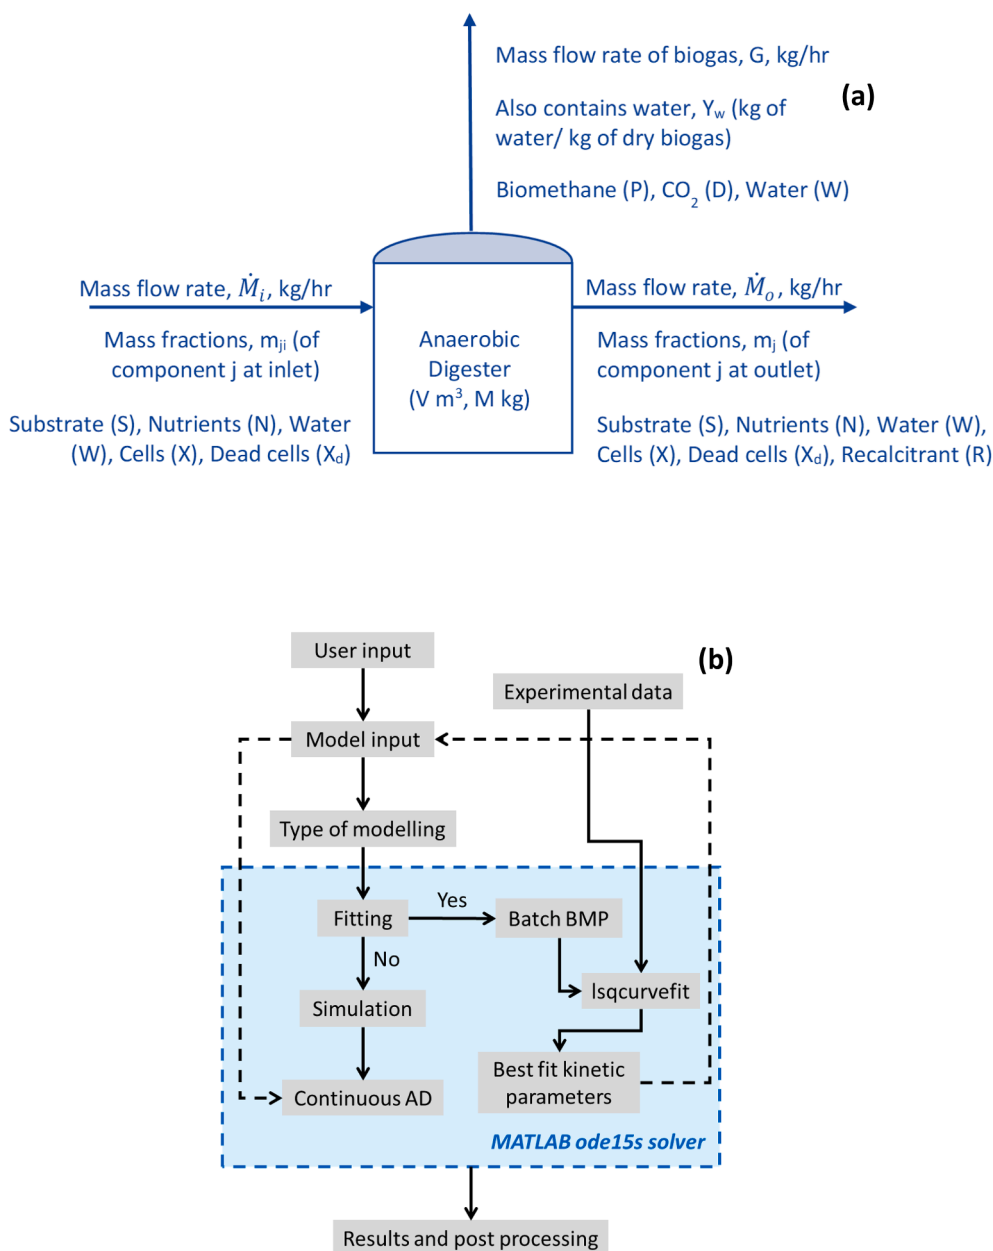 Mass flow rate of biogas, G, kg/hr
(a)
Also contains water, Yw (kg of
water/ kg of dry biogas)
Biomethane (P), CO2 (D), Water (W)
Mass flow rate, Ṁi, kg/hr
Mass fractions, mji (of
component j at inlet)
Substrate (S), Nutrients (N), Water
(W), Cells (X), Dead cells (Xd)
Anaerobic
Digester
(V m³, M kg)
Mass flow rate, Ṁo, kg/hr
Mass fractions, mj (of
component j at outlet)
Substrate (S), Nutrients (N), Water (W),
Cells (X), Dead cells (Xd), Recalcitrant (R)
(b)
User input
Experimental data
Model input
Type of modelling
Fitting
Yes
Batch BMP
No
lsqcurvefit
Simulation
Best fit kinetic
parameters
Continuous AD
MATLAB ode15s solver
Results and post processing